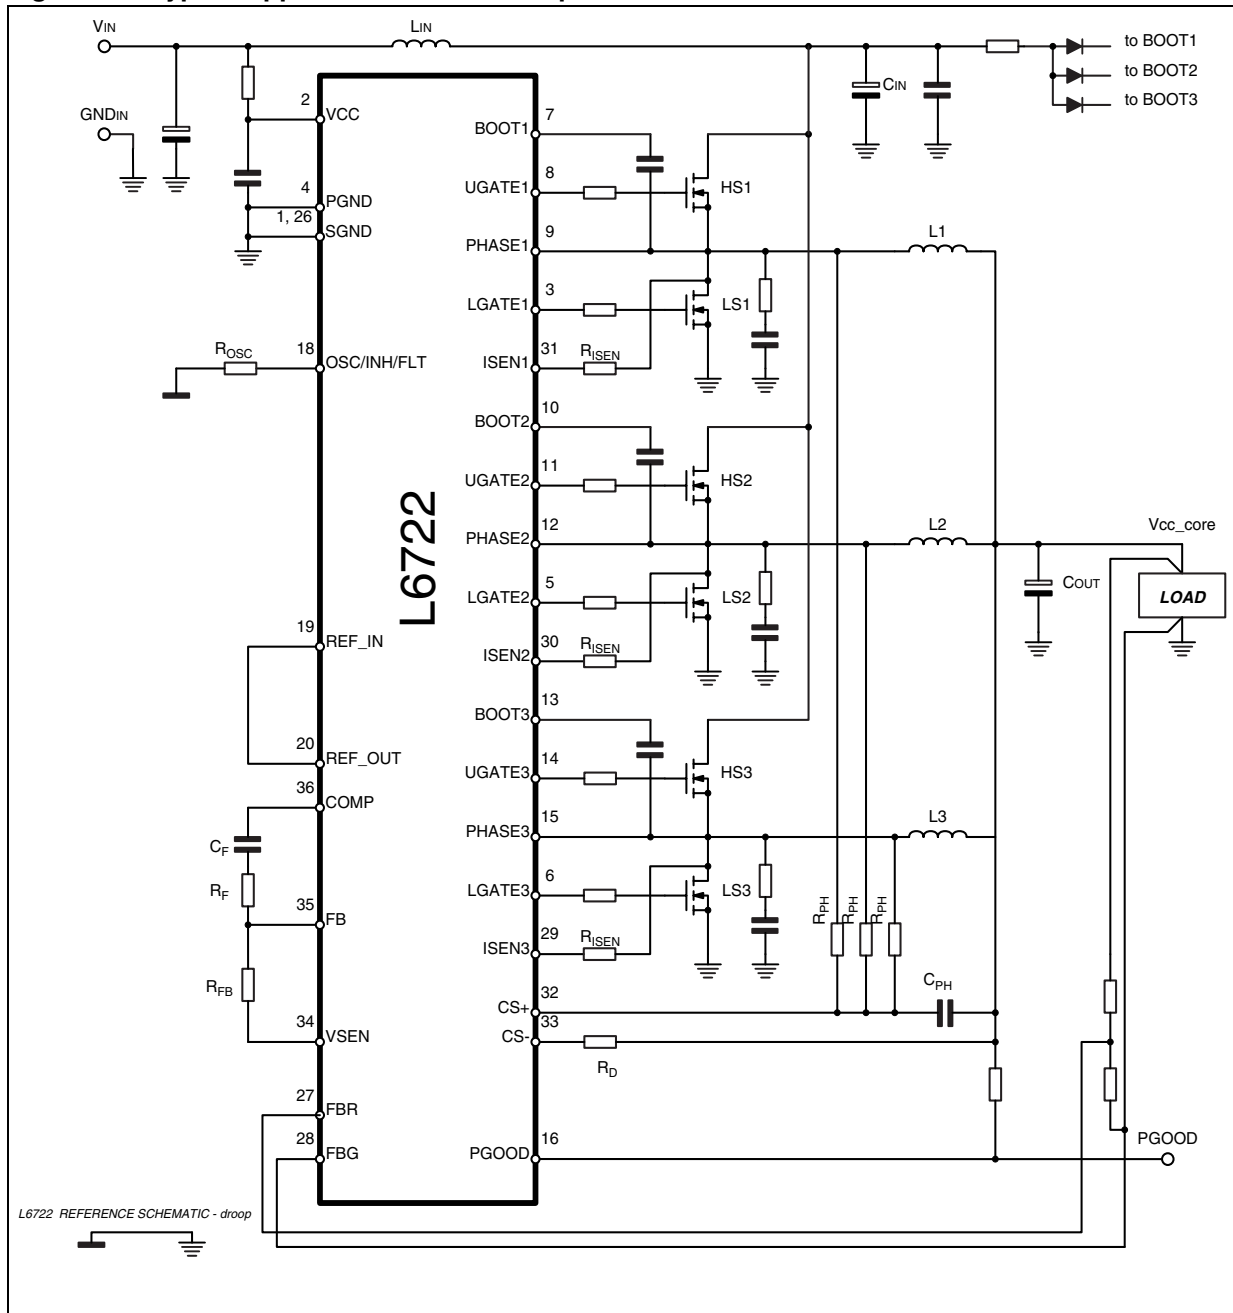 VIN
LIN
to BOOT1
to BOOT2
to BOOT3
CIN
GNDIN
2
VCC
7
BOOT1
4
PGND
8
UGATE1
HS1
1, 26
SGND
9
PHASE1
L1
3
LGATE1
LS1
ROSC
18
OSC/INH/FLT
31
ISEN1
RISEN
10
BOOT2
11
UGATE2
HS2
L6722
12
PHASE2
L2
Vcc_core
5
LGATE2
LS2
COUT
LOAD
19
REF_IN
30
ISEN2
RISEN
13
BOOT3
20
REF_OUT
14
UGATE3
HS3
36
COMP
15
PHASE3
L3
CF
RF
6
LGATE3
LS3
35
FB
29
ISEN3
RISEN
RPH
RPH
RPH
RFB
32
CS+
CPH
34
VSEN
33
CS-
RD
27
FBR
28
FBG
16
PGOOD
PGOOD
L6722 REFERENCE SCHEMATIC - droop